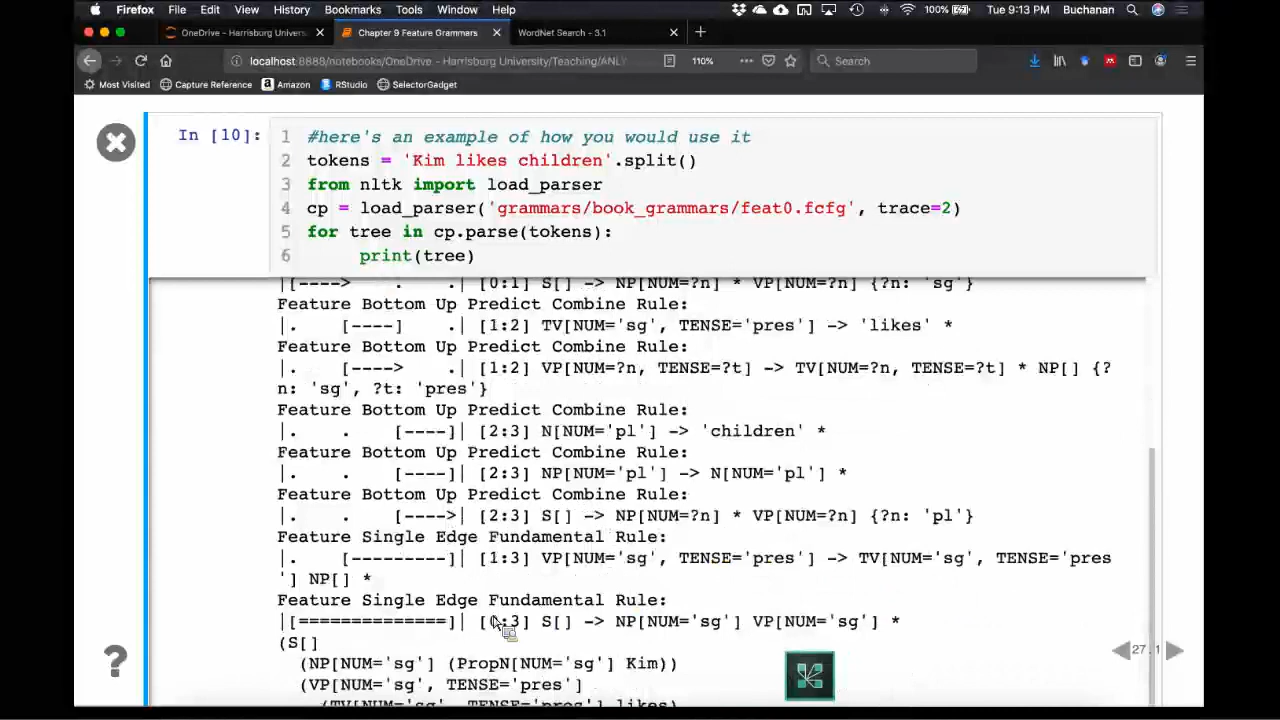 Firefox File Edit View History Bookmarks Tools Window Help 100% Tue 9:13 PM Buchanan
OneDrive - Harrisburg Univers Chapter 9 Feature Grammars WordNet Search - 3.1
localhost:8888/notebooks/OneDrive - Harrisburg University/Teaching/ANL 110% Search
Most Visited Capture Reference Amazon RStudio SelectorGadget
In [10]:
1 #here's an example of how you would use it
2 tokens = 'Kim likes children'.split()
3 from nltk import load_parser
4 cp = load_parser('grammars/book_grammars/feat0.fcfg', trace=2)
5 for tree in cp.parse(tokens):
6 print(tree)
|[----> . .| [0:1] S[] -> NP[NUM=?n] * VP[NUM=?n] {?n: 'sg'}
Feature Bottom Up Predict Combine Rule:
|. [----] .| [1:2] TV[NUM='sg', TENSE='pres'] -> 'likes' *
Feature Bottom Up Predict Combine Rule:
|. [----> .| [1:2] VP[NUM=?n, TENSE=?t] -> TV[NUM=?n, TENSE=?t] * NP[] {?
n: 'sg', ?t: 'pres'}
Feature Bottom Up Predict Combine Rule:
|. . [----]| [2:3] N[NUM='pl'] -> 'children' *
Feature Bottom Up Predict Combine Rule:
|. . [----]| [2:3] NP[NUM='pl'] -> N[NUM='pl'] *
Feature Bottom Up Predict Combine Rule:
|. . [---->| [2:3] S[] -> NP[NUM=?n] * VP[NUM=?n] {?n: 'pl'}
Feature Single Edge Fundamental Rule:
|. [---------]| [1:3] VP[NUM='sg', TENSE='pres'] -> TV[NUM='sg', TENSE='pres
'] NP[] *
Feature Single Edge Fundamental Rule:
|[==============]| [0:3] S[] -> NP[NUM='sg'] VP[NUM='sg'] *
(S[]
(NP[NUM='sg'] (PropN[NUM='sg'] Kim))
(VP[NUM='sg', TENSE='pres']
(TV[NUM='sg', TENSE='pres'] likes)
27.1